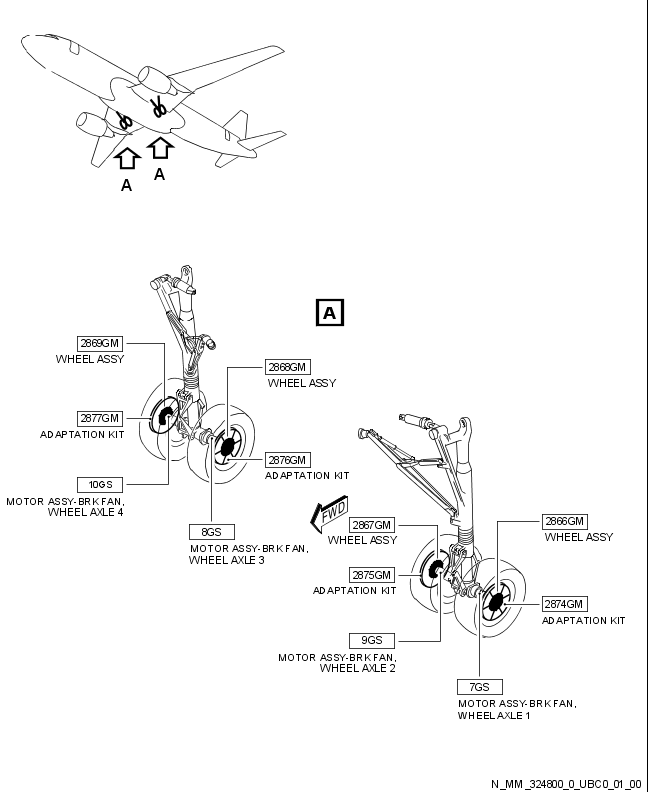 A
A
A
2869GM
WHEEL ASSY
2868GM
WHEEL ASSY
2877GM
ADAPTATION KIT
2876GM
ADAPTATION KIT
10GS
MOTOR ASSY-BRK FAN,
WHEEL AXLE 4
8GS
MOTOR ASSY-BRK FAN,
WHEEL AXLE 3
FWD
2867GM
WHEEL ASSY
2866GM
WHEEL ASSY
2875GM
ADAPTATION KIT
2874GM
ADAPTATION KIT
9GS
MOTOR ASSY-BRK FAN,
WHEEL AXLE 2
7GS
MOTOR ASSY-BRK FAN,
WHEEL AXLE 1
N_MM_324800_0_UBC0_01_00